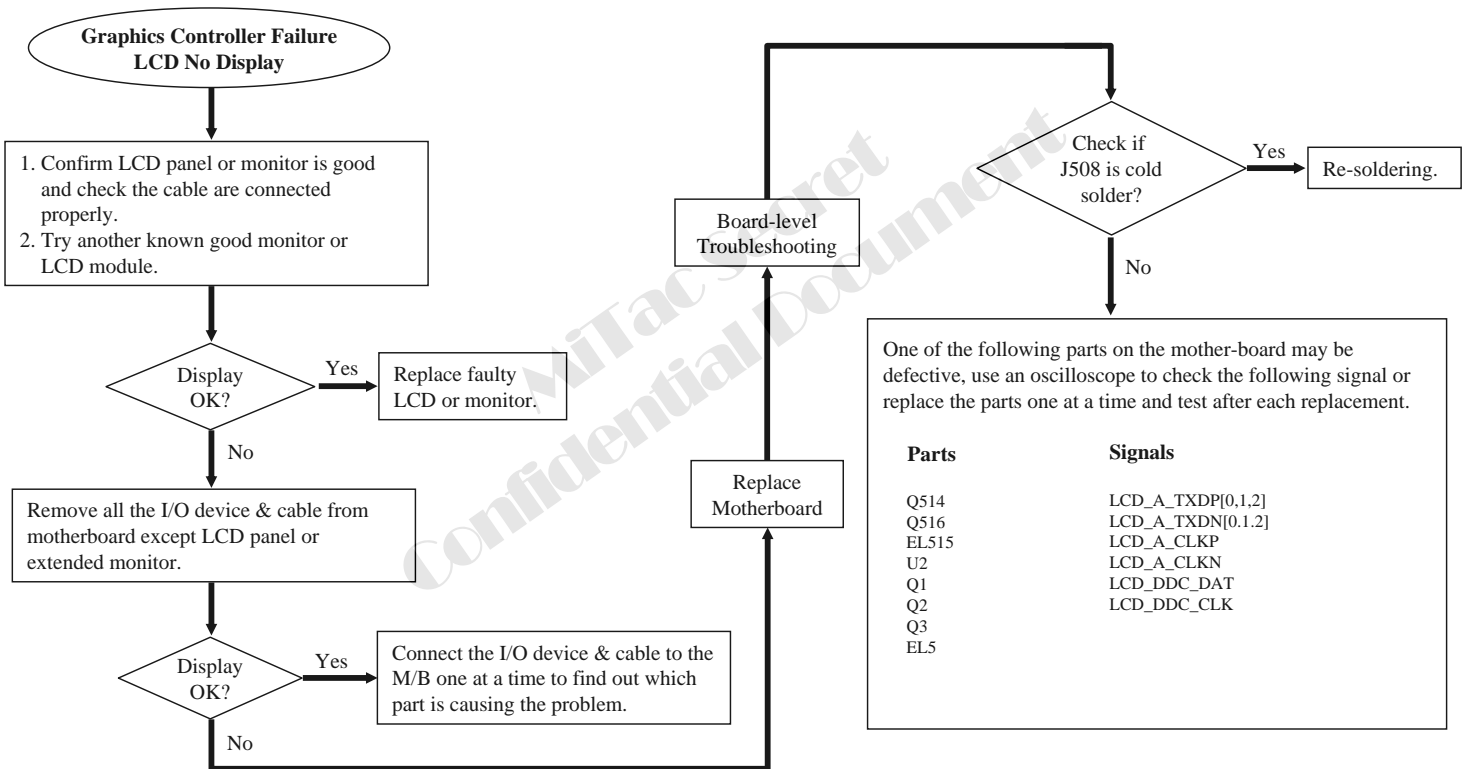 Graphics Controller Failure
LCD No Display
1. Confirm LCD panel or monitor is good
and check the cable are connected
properly.
2. Try another known good monitor or
LCD module.
Display
OK?
Yes
Replace faulty
LCD or monitor.
No
Remove all the I/O device & cable from
motherboard except LCD panel or
extended monitor.
Display
OK?
Yes
Connect the I/O device & cable to the
M/B one at a time to find out which
part is causing the problem.
No
Replace
Motherboard
Board-level
Troubleshooting
Check if
J508 is cold
solder?
Yes
Re-soldering.
No
One of the following parts on the mother-board may be
defective, use an oscilloscope to check the following signal or
replace the parts one at a time and test after each replacement.
Parts
Q514
Q516
EL515
U2
Q1
Q2
Q3
EL5
Signals
LCD_A_TXDP[0,1,2]
LCD_A_TXDN[0.1.2]
LCD_A_CLKP
LCD_A_CLKN
LCD_DDC_DAT
LCD_DDC_CLK
MiTac Secret
Confidential Document